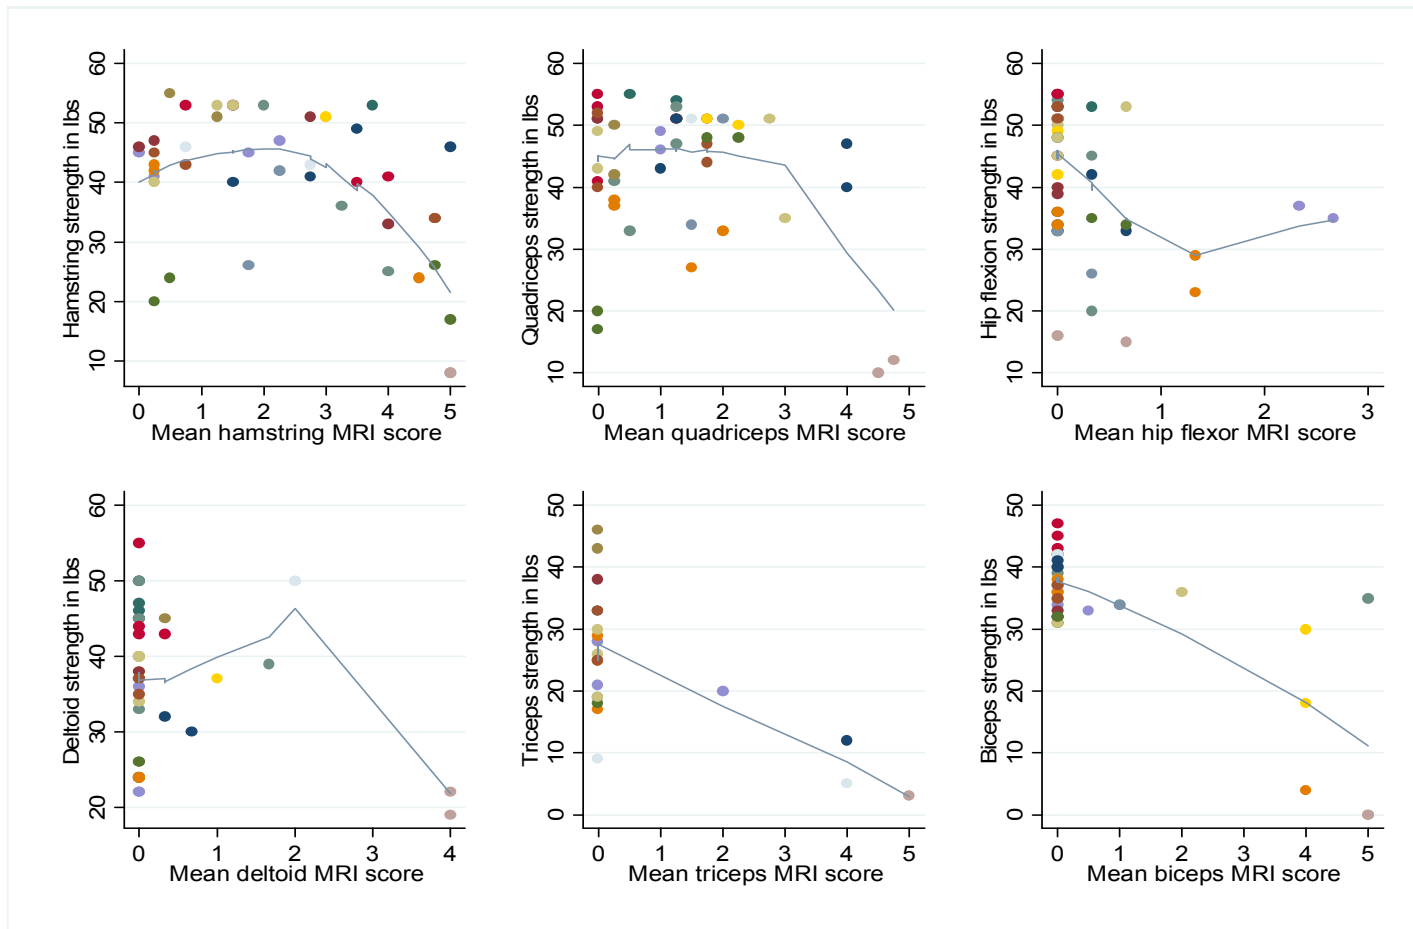 Hamstring strength in lbs
60
50
40
30
20
10
0 1 2 3 4 5
Mean hamstring MRI score
Quadriceps strength in lbs
60
50
40
30
20
10
0 1 2 3 4 5
Mean quadriceps MRI score
Hip flexion strength in lbs
60
50
40
30
20
10
0 1 2 3
Mean hip flexor MRI score
Deltoid strength in lbs
60
50
40
30
20
0 1 2 3 4
Mean deltoid MRI score
Triceps strength in lbs
50
40
30
20
10
0
0 1 2 3 4 5
Mean triceps MRI score
Biceps strength in lbs
50
40
30
20
10
0
0 1 2 3 4 5
Mean biceps MRI score